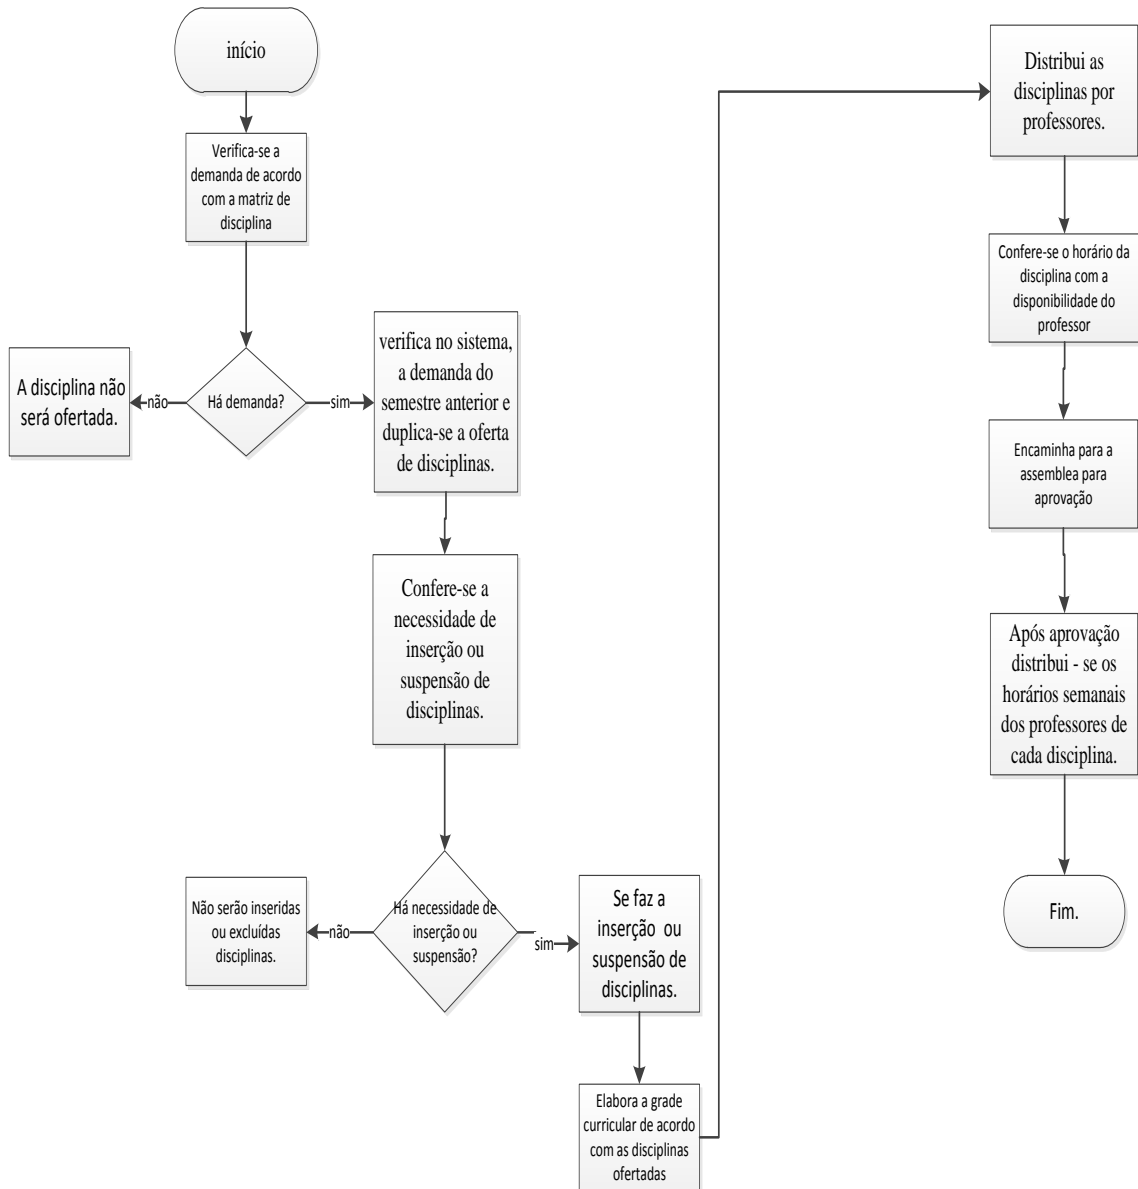 início
Verifica-se a
demanda de acordo
com a matriz de
disciplina
Há demanda?
não
A disciplina não
será ofertada.
sim
verifica no sistema,
a demanda do
semestre anterior e
duplica-se a oferta
de disciplinas.
Confere-se a
necessidade de
inserção ou
suspensão de
disciplinas.
Há necessidade de
inserção ou
suspensão?
não
Não serão inseridas
ou excluídas
disciplinas.
sim
Se faz a
inserção ou
suspensão de
disciplinas.
Elabora a grade
curricular de acordo
com as disciplinas
ofertadas
Distribui as
disciplinas por
professores.
Confere-se o horário da
disciplina com a
disponibilidade do
professor
Encaminha para a
assemblea para
aprovação
Após aprovação
distribui - se os
horários semanais
dos professores de
cada disciplina.
Fim.